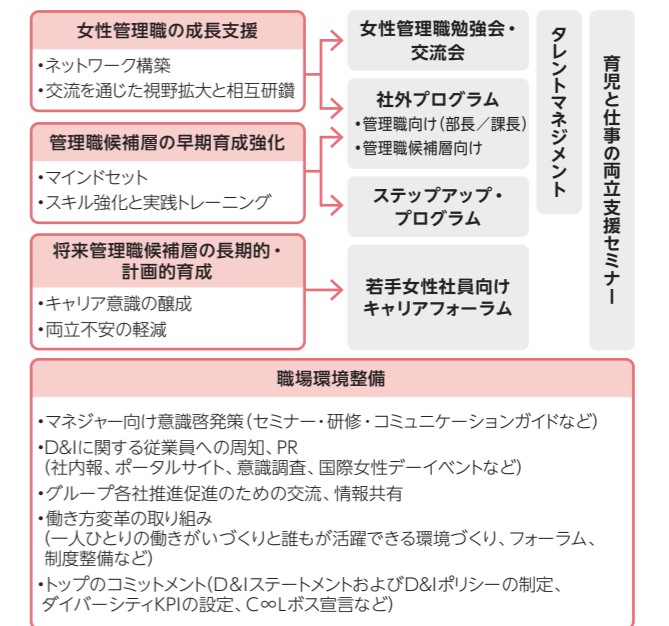 女性管理職の成長支援
・ネットワーク構築
・交流を通じた視野拡大と相互研鑽
管理職候補層の早期育成強化
・マインドセット
・スキル強化と実践トレーニング
将来管理職候補層の長期的・
計画的育成
・キャリア意識の醸成
・両立不安の軽減
女性管理職勉強会・
交流会
社外プログラム
・管理職向け（部長／課長）
・管理職候補層向け
ステップアップ・
プログラム
若手女性社員向け
キャリアフォーラム
タレントマネジメント
育児と仕事の両立支援セミナー
職場環境整備
・マネジャー向け意識啓発策（セミナー・研修・コミュニケーションガイドなど）
・D&Iに関する従業員への周知、PR
（社内報、ポータルサイト、意識調査、国際女性デーイベントなど）
・グループ各社推進促進のための交流、情報共有
・働き方変革の取り組み
（一人ひとりの働きがいづくりと誰もが活躍できる環境づくり、フォーラム、
制度整備など）
・トップのコミットメント（D&IステートメントおよびD&Iポリシーの制定、
ダイバーシティKPIの設定、C∞Lボス宣言など）